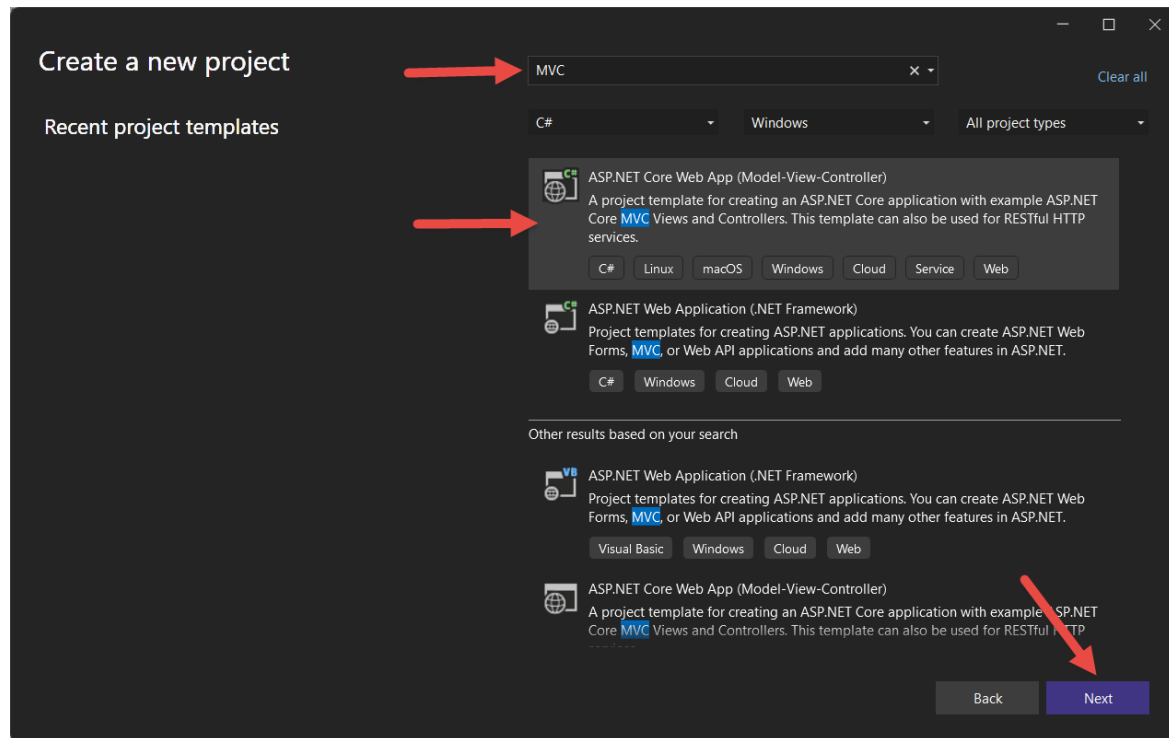 Create a new project
MVC
Clear all
Recent project templates
C#
Windows
All project types
C#
ASP.NET Core Web App (Model-View-Controller)
A project template for creating an ASP.NET Core application with example ASP.NET
Core MVC Views and Controllers. This template can also be used for RESTful HTTP
services.
C# Linux macOS Windows Cloud Service Web
C#
ASP.NET Web Application (.NET Framework)
Project templates for creating ASP.NET applications. You can create ASP.NET Web
Forms, MVC, or Web API applications and add many other features in ASP.NET.
C# Windows Cloud Web
Other results based on your search
VB
ASP.NET Web Application (.NET Framework)
Project templates for creating ASP.NET applications. You can create ASP.NET Web
Forms, MVC, or Web API applications and add many other features in ASP.NET.
Visual Basic Windows Cloud Web
ASP.NET Core Web App (Model-View-Controller)
A project template for creating an ASP.NET Core application with example ASP.NET
Core MVC Views and Controllers. This template can also be used for RESTful HTTP
Back
Next